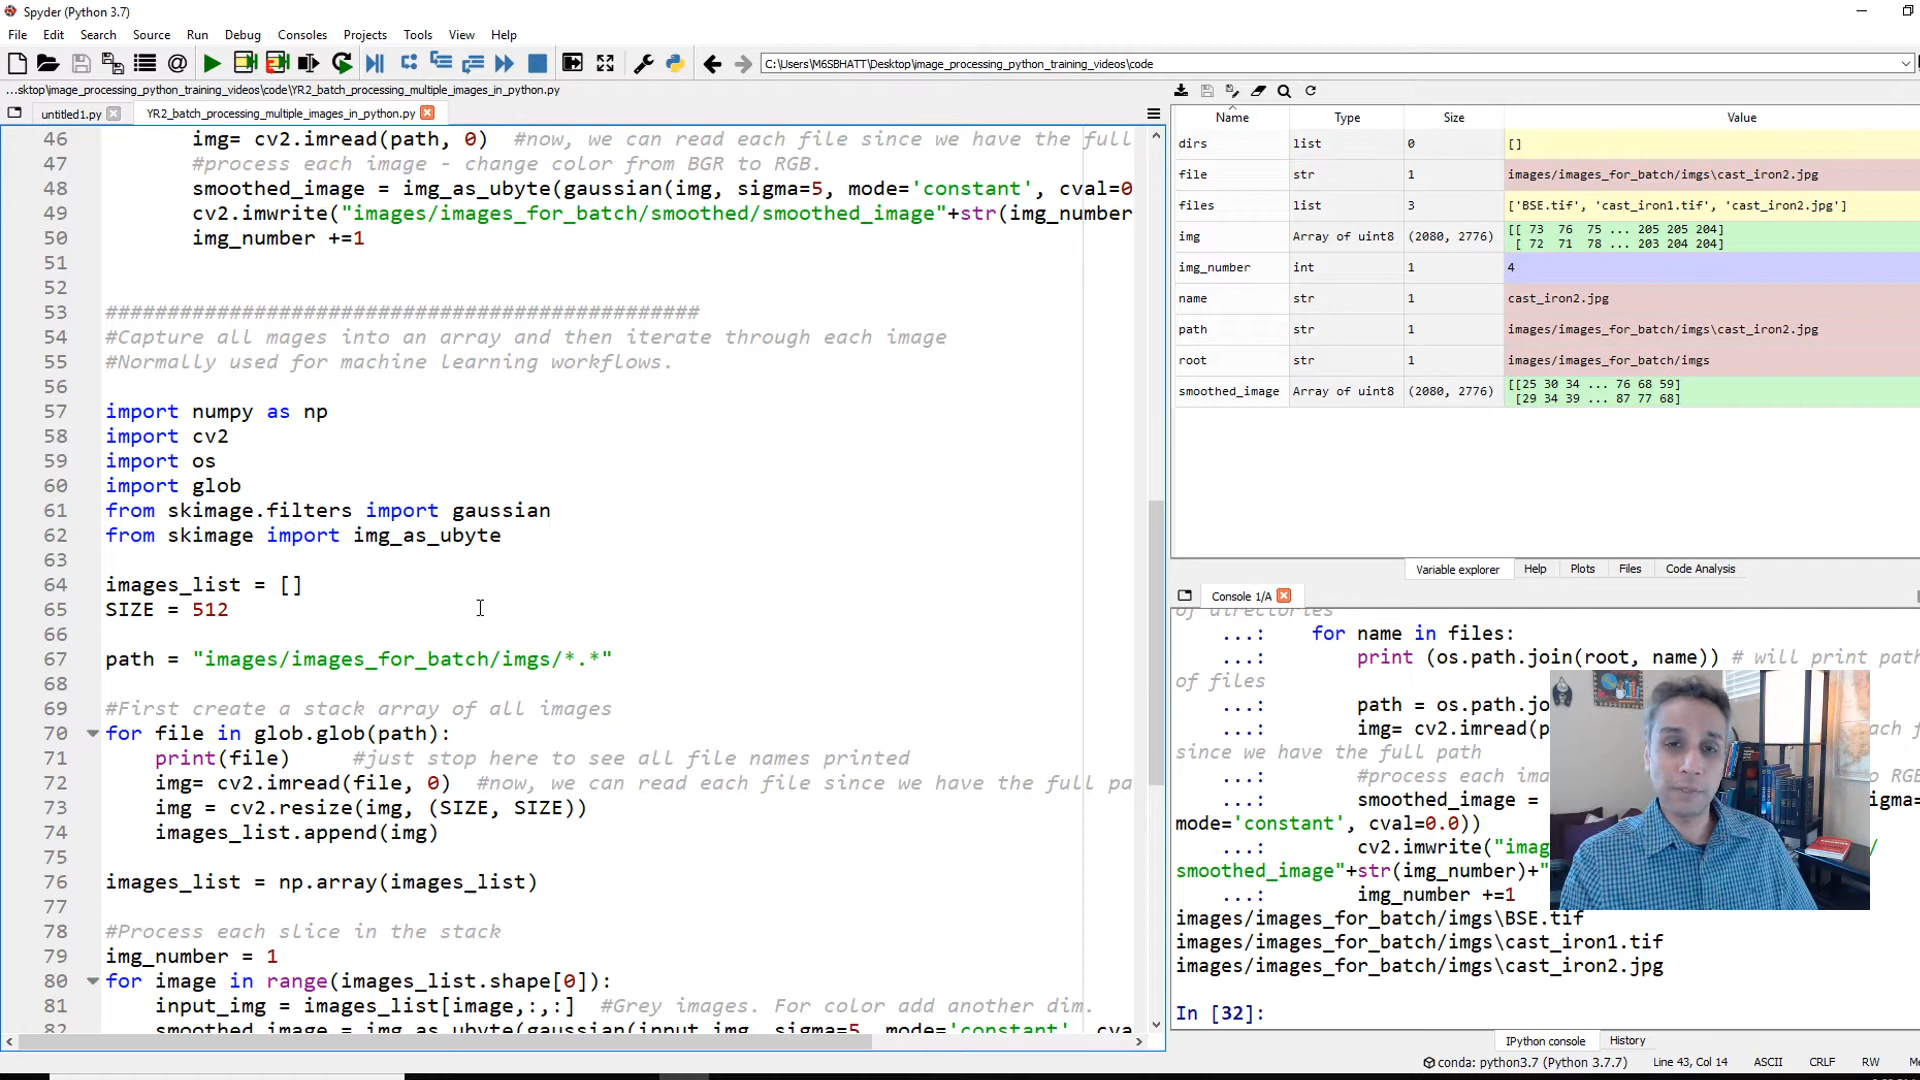 Spyder (Python 3.7)
File Edit Search Source Run Debug Consoles Projects Tools View Help
C:\Users\M6SBHATT\Desktop\image_processing_python_training_videos\code
...sktop\image_processing_python_training_videos\code\YR2_batch_processing_multiple_images_in_python.py
untitled1.py YR2_batch_processing_multiple_images_in_python.py
46 img= cv2.imread(path, 0) #now, we can read each file since we have the full
47 #process each image - change color from BGR to RGB.
48 smoothed_image = img_as_ubyte(gaussian(img, sigma=5, mode='constant', cval=0
49 cv2.imwrite("images/images_for_batch/smoothed/smoothed_image"+str(img_number
50 img_number +=1
51
52
53 ################################################
54 #Capture all mages into an array and then iterate through each image
55 #Normally used for machine learning workflows.
56
57 import numpy as np
58 import cv2
59 import os
60 import glob
61 from skimage.filters import gaussian
62 from skimage import img_as_ubyte
63
64 images_list = []
65 SIZE = 512
66
67 path = "images/images_for_batch/imgs/*.*"
68
69 #First create a stack array of all images
70 for file in glob.glob(path):
71 print(file) #just stop here to see all file names printed
72 img= cv2.imread(file, 0) #now, we can read each file since we have the full pa
73 img = cv2.resize(img, (SIZE, SIZE))
74 images_list.append(img)
75
76 images_list = np.array(images_list)
77
78 #Process each slice in the stack
79 img_number = 1
80 for image in range(images_list.shape[0]):
81 input_img = images_list[image,:,:] #Grey images. For color add another dim.
82 smoothed_image = img_as_ubyte(gaussian(input_img, sigma=5, mode='constant', cva
Name Type Size Value
dirs list 0 []
file str 1 images/images_for_batch/imgs\cast_iron2.jpg
files list 3 ['BSE.tif', 'cast_iron1.tif', 'cast_iron2.jpg']
img Array of uint8 (2080, 2776) [[ 73 76 75 ... 205 205 204]
[ 72 71 78 ... 203 204 204]
img_number int 1 4
name str 1 cast_iron2.jpg
path str 1 images/images_for_batch/imgs\cast_iron2.jpg
root str 1 images/images_for_batch/imgs
smoothed_image Array of uint8 (2080, 2776) [[25 30 34 ... 76 68 59]
[29 34 39 ... 87 77 68]
Variable explorer Help Plots Files Code Analysis
Console 1/A
of directories
...: for name in files:
...: print (os.path.join(root, name)) # will print path
of files
...: path = os.path.jo
...: img= cv2.imread(p
since we have the full path
...: #process each ima
...: smoothed_image =
mode='constant', cval=0.0))
...: cv2.imwrite("imag
smoothed_image"+str(img_number)+"
...: img_number +=1
images/images_for_batch/imgs\BSE.tif
images/images_for_batch/imgs\cast_iron1.tif
images/images_for_batch/imgs\cast_iron2.jpg
In [32]:
IPython console History
conda: python3.7 (Python 3.7.7) Line 43, Col 14 ASCII CRLF RW